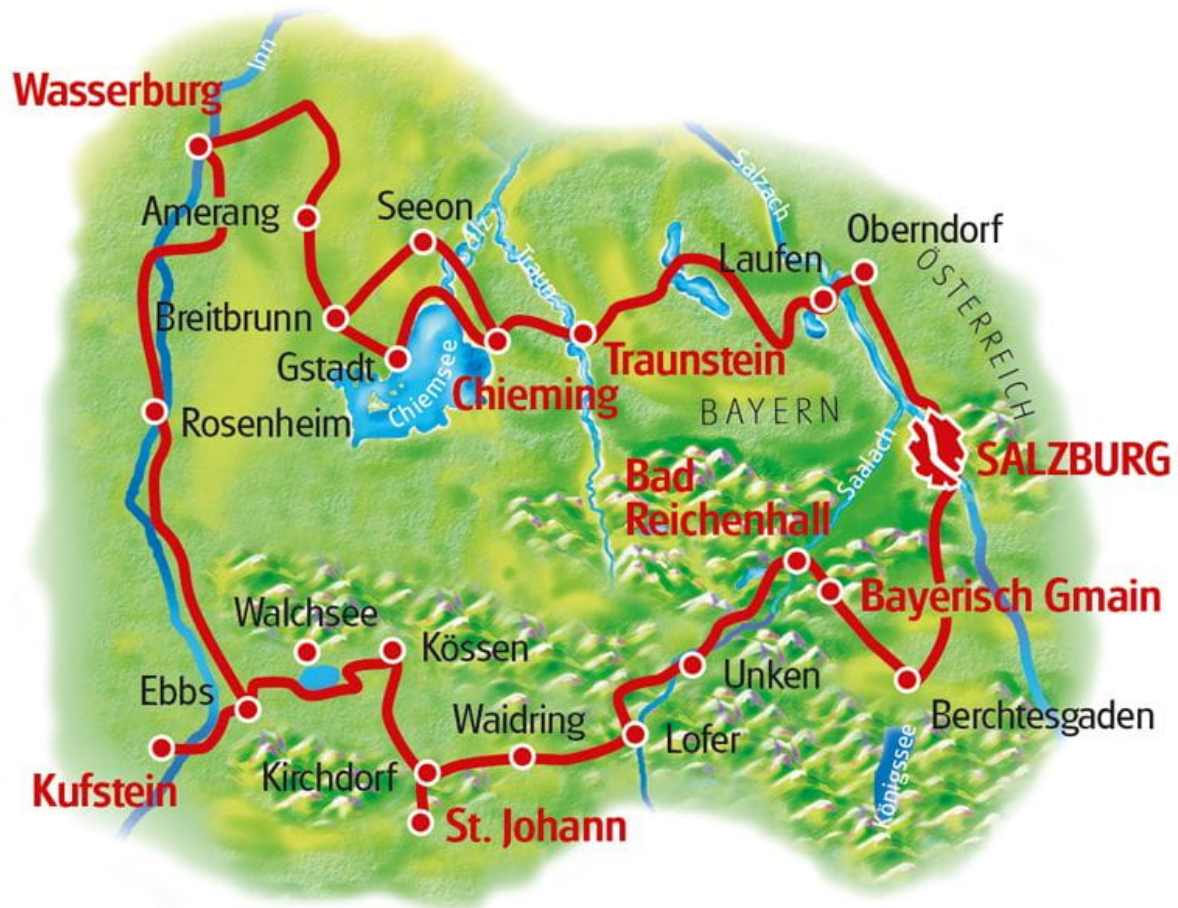 Inn
Wasserburg
Salzach
Amerang
Seeon
Oberndorf
Alz
Traun
Laufen
ÖSTERREICH
Breitbrunn
Gstadt
Chiemsee
Traunstein
Chieming
BAYERN
Rosenheim
Saalach
SALZBURG
Bad
Reichenhall
Bayerisch Gmain
Walchsee
Kössen
Unken
Ebbs
Waidring
Lofer
Berchtesgaden
Königssee
Kirchdorf
Kufstein
St. Johann